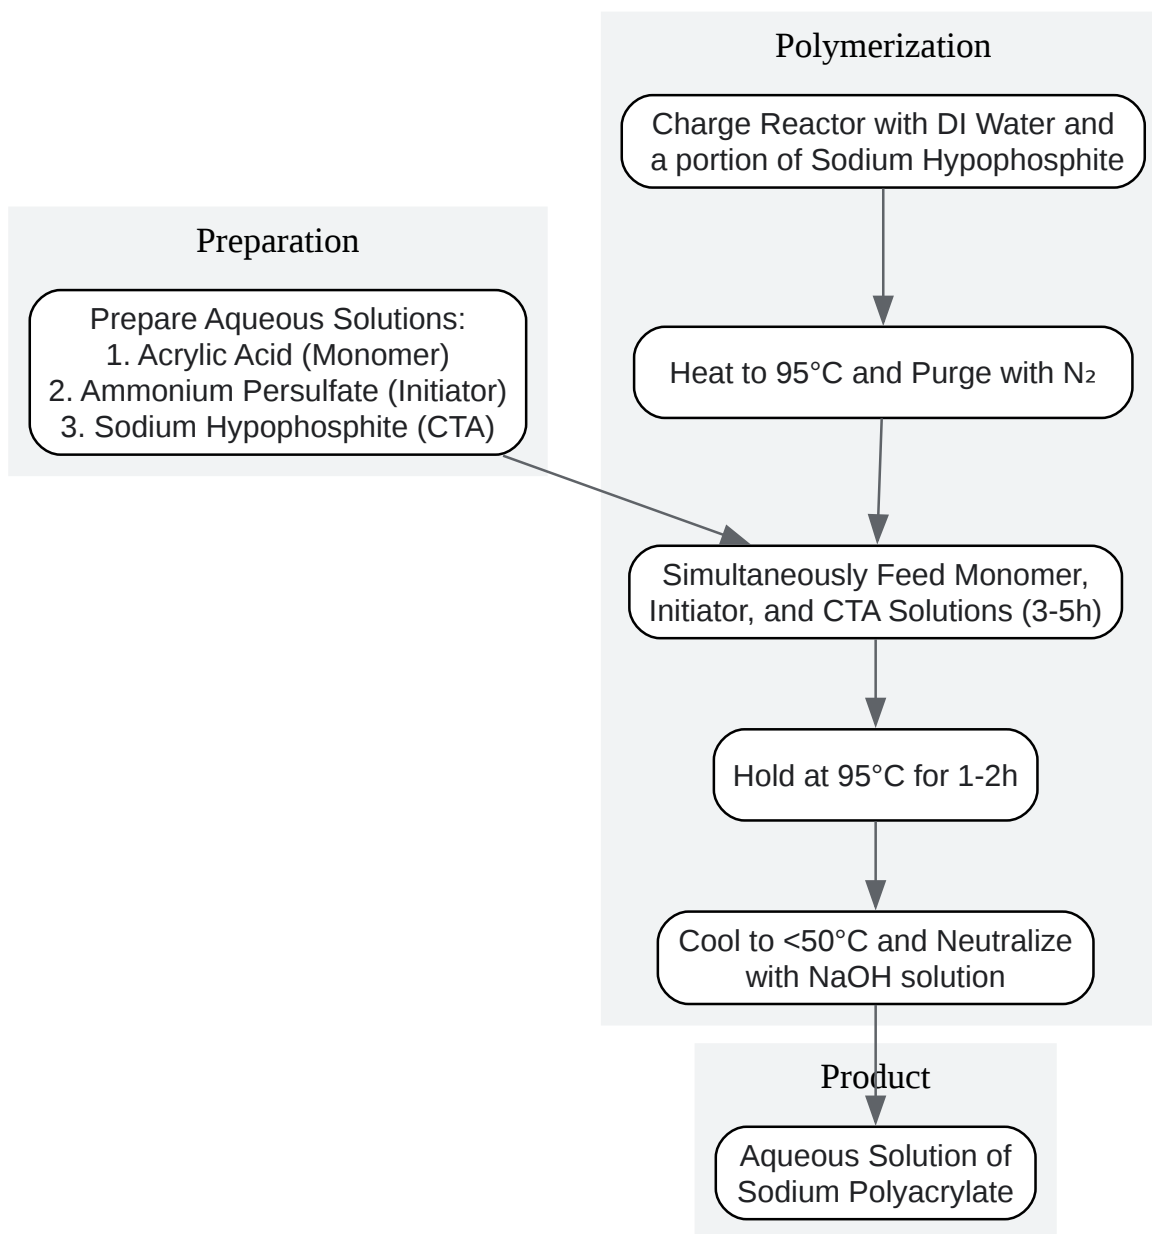 Polymerization
Charge Reactor with DI Water and
a portion of Sodium Hypophosphite
Preparation
Prepare Aqueous Solutions:
1. Acrylic Acid (Monomer)
2. Ammonium Persulfate (Initiator)
3. Sodium Hypophosphite (CTA)
Heat to 95°C and Purge with N₂
Simultaneously Feed Monomer,
Initiator, and CTA Solutions (3-5h)
Hold at 95°C for 1-2h
Cool to <50°C and Neutralize
with NaOH solution
Product
Aqueous Solution of
Sodium Polyacrylate